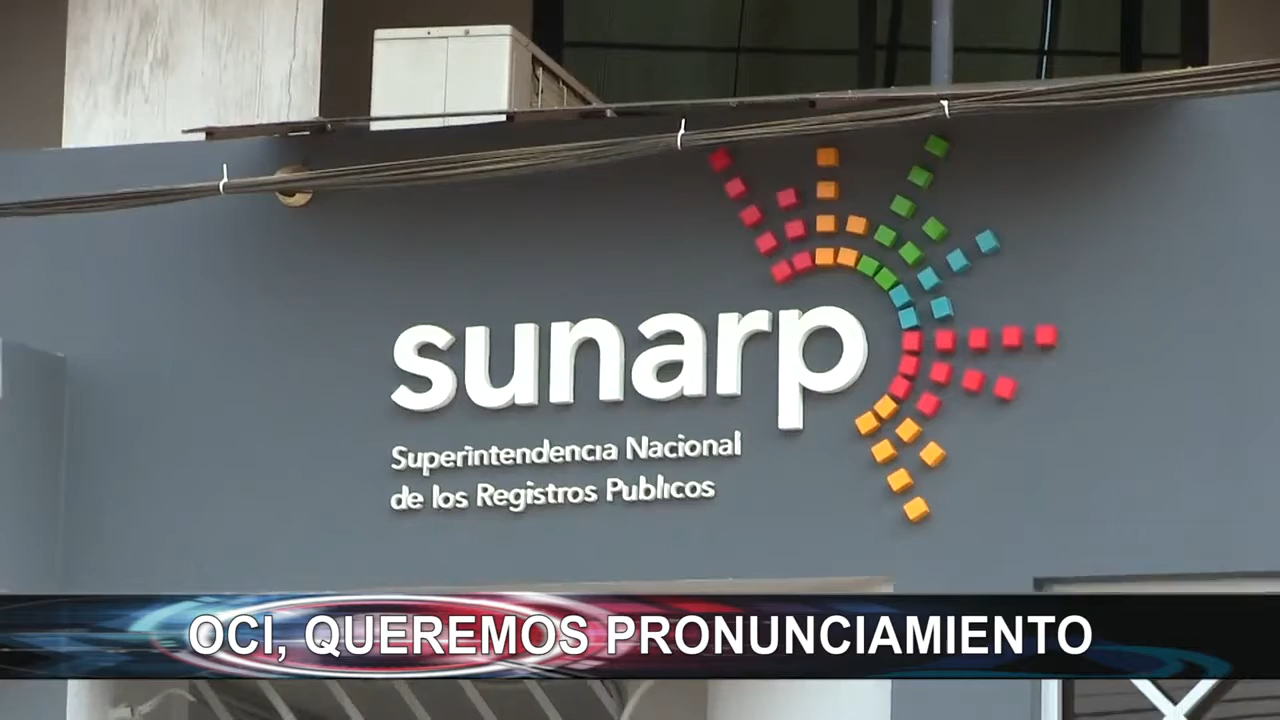 sunarp
Superintendencia Nacional
de los Registros Publicos
OCI, QUEREMOS PRONUNCIAMIENTO